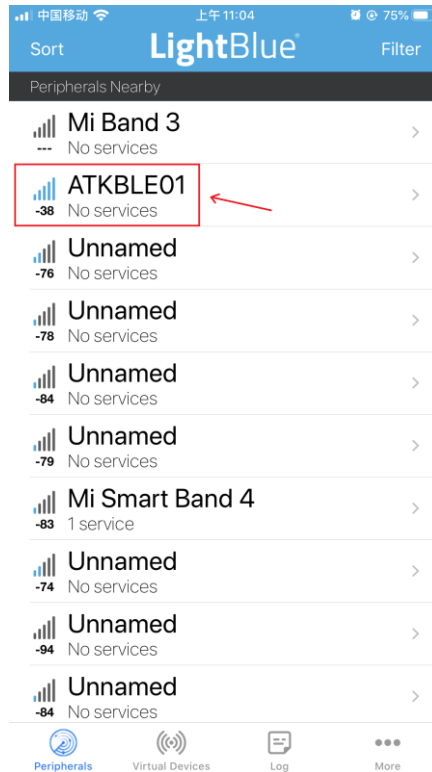 中国移动 上午11:04 75%
Sort LightBlue® Filter
Peripherals Nearby
Mi Band 3
--- No services
ATKBLE01
-38 No services
Unnamed
-76 No services
Unnamed
-78 No services
Unnamed
-84 No services
Unnamed
-79 No services
Mi Smart Band 4
-83 1 service
Unnamed
-74 No services
Unnamed
-94 No services
Unnamed
-84 No services
Peripherals Virtual Devices Log More